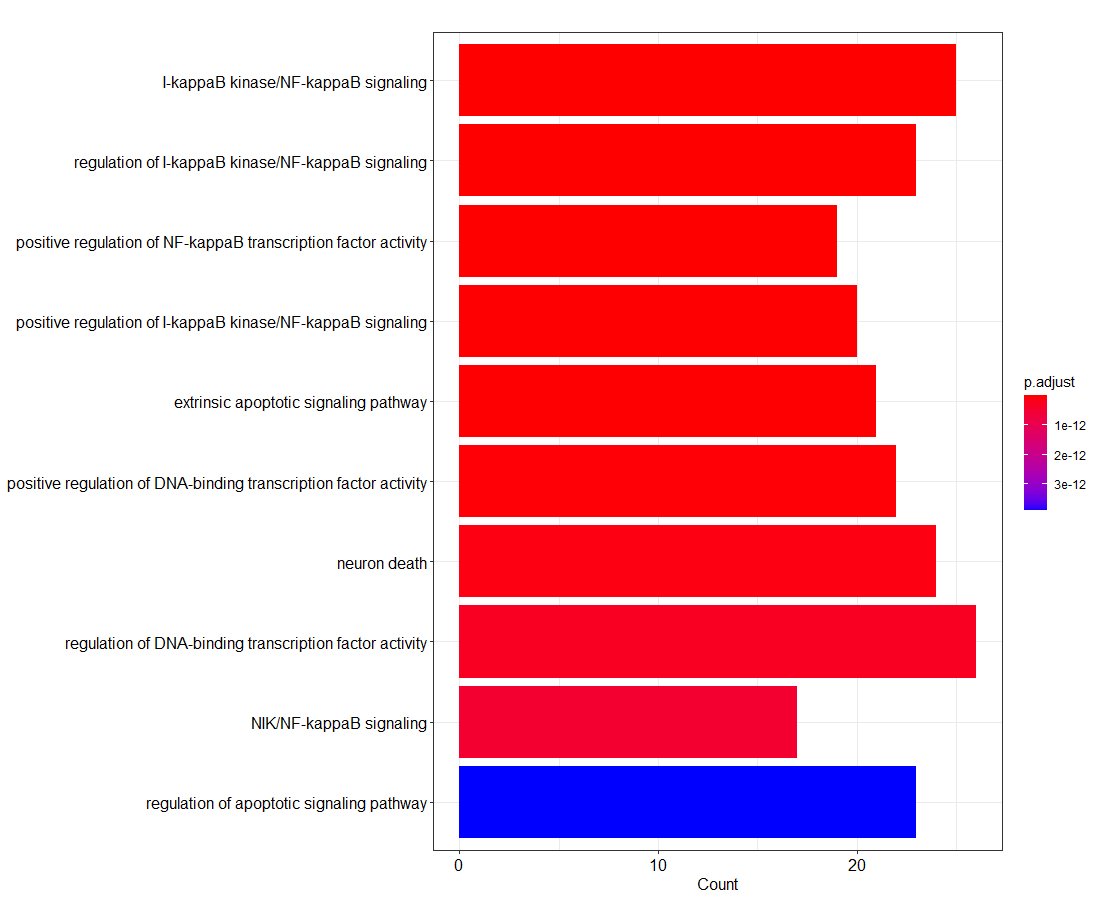 I-kappaB kinase/NF-kappaB signaling
regulation of I-kappaB kinase/NF-kappaB signaling
positive regulation of NF-kappaB transcription factor activity
positive regulation of I-kappaB kinase/NF-kappaB signaling
extrinsic apoptotic signaling pathway
positive regulation of DNA-binding transcription factor activity
neuron death
regulation of DNA-binding transcription factor activity
NIK/NF-kappaB signaling
regulation of apoptotic signaling pathway
0 10 20
Count
p.adjust
1e-12
2e-12
3e-12